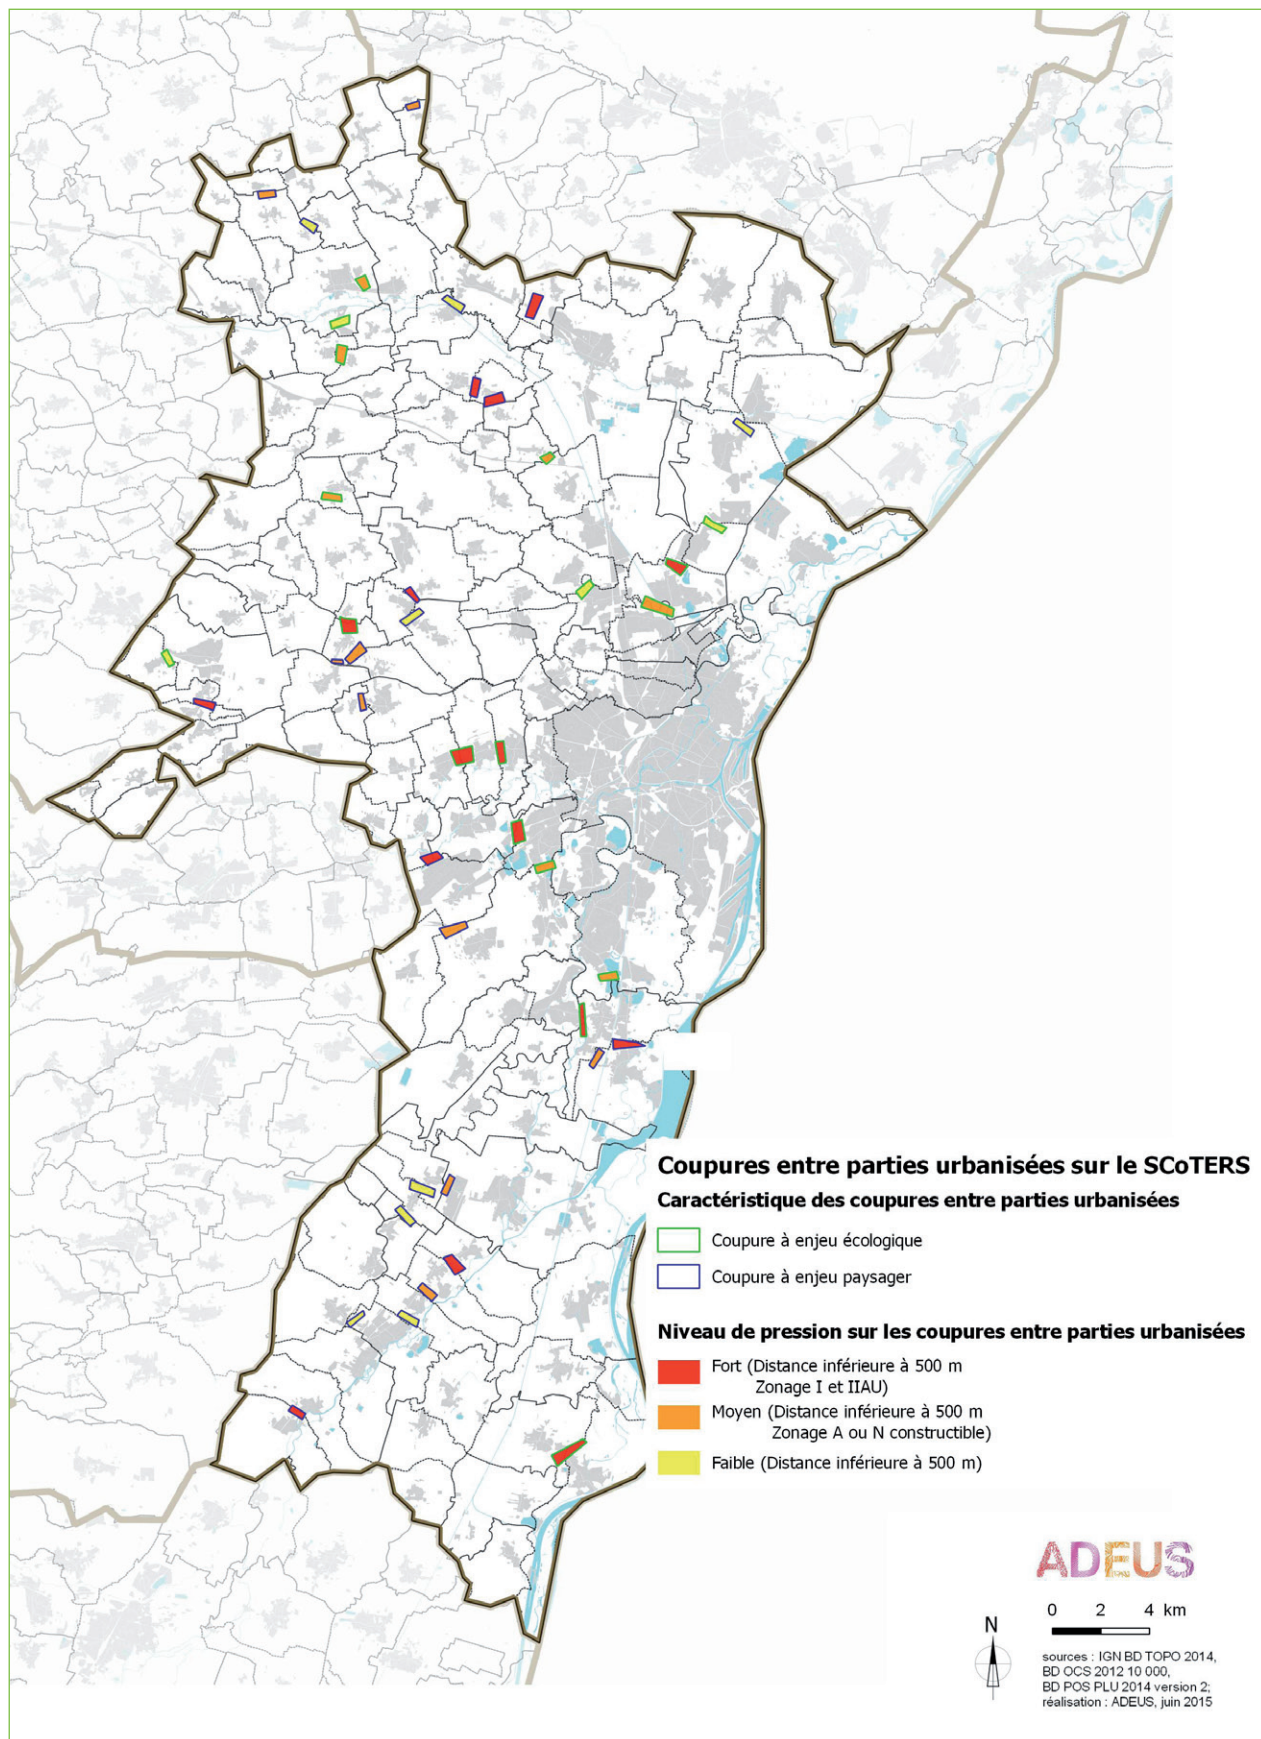 Coupures entre parties urbanisées sur le SCoTERS
Caractéristique des coupures entre parties urbanisées
Coupure à enjeu écologique
Coupure à enjeu paysager
Niveau de pression sur les coupures entre parties urbanisées
Fort (Distance inférieure à 500 m
Zonage I et IIAU)
Moyen (Distance inférieure à 500 m
Zonage A ou N constructible)
Faible (Distance inférieure à 500 m)
ADEUS
0 2 4 km
N
sources : IGN BD TOPO 2014,
BD OCS 2012 10 000,
BD POS PLU 2014 version 2;
réalisation : ADEUS, juin 2015